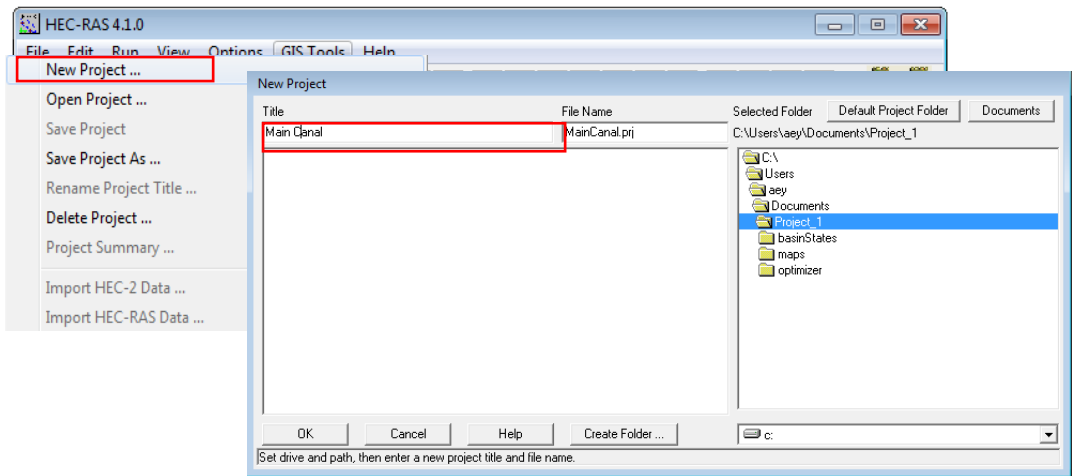 HEC-RAS 4.1.0
File Edit Run View Options GIS Tools Help
New Project ...
Open Project ...
Save Project
Save Project As ...
Rename Project Title ...
Delete Project ...
Project Summary ...
Import HEC-2 Data ...
Import HEC-RAS Data ...
New Project
Title File Name Selected Folder Default Project Folder Documents
Main Canal MainCanal.prj C:\Users\aey\Documents\Project_1
C:\
Users
aey
Documents
Project_1
basinStates
maps
optimizer
OK Cancel Help Create Folder ... c:
Set drive and path, then enter a new project title and file name.